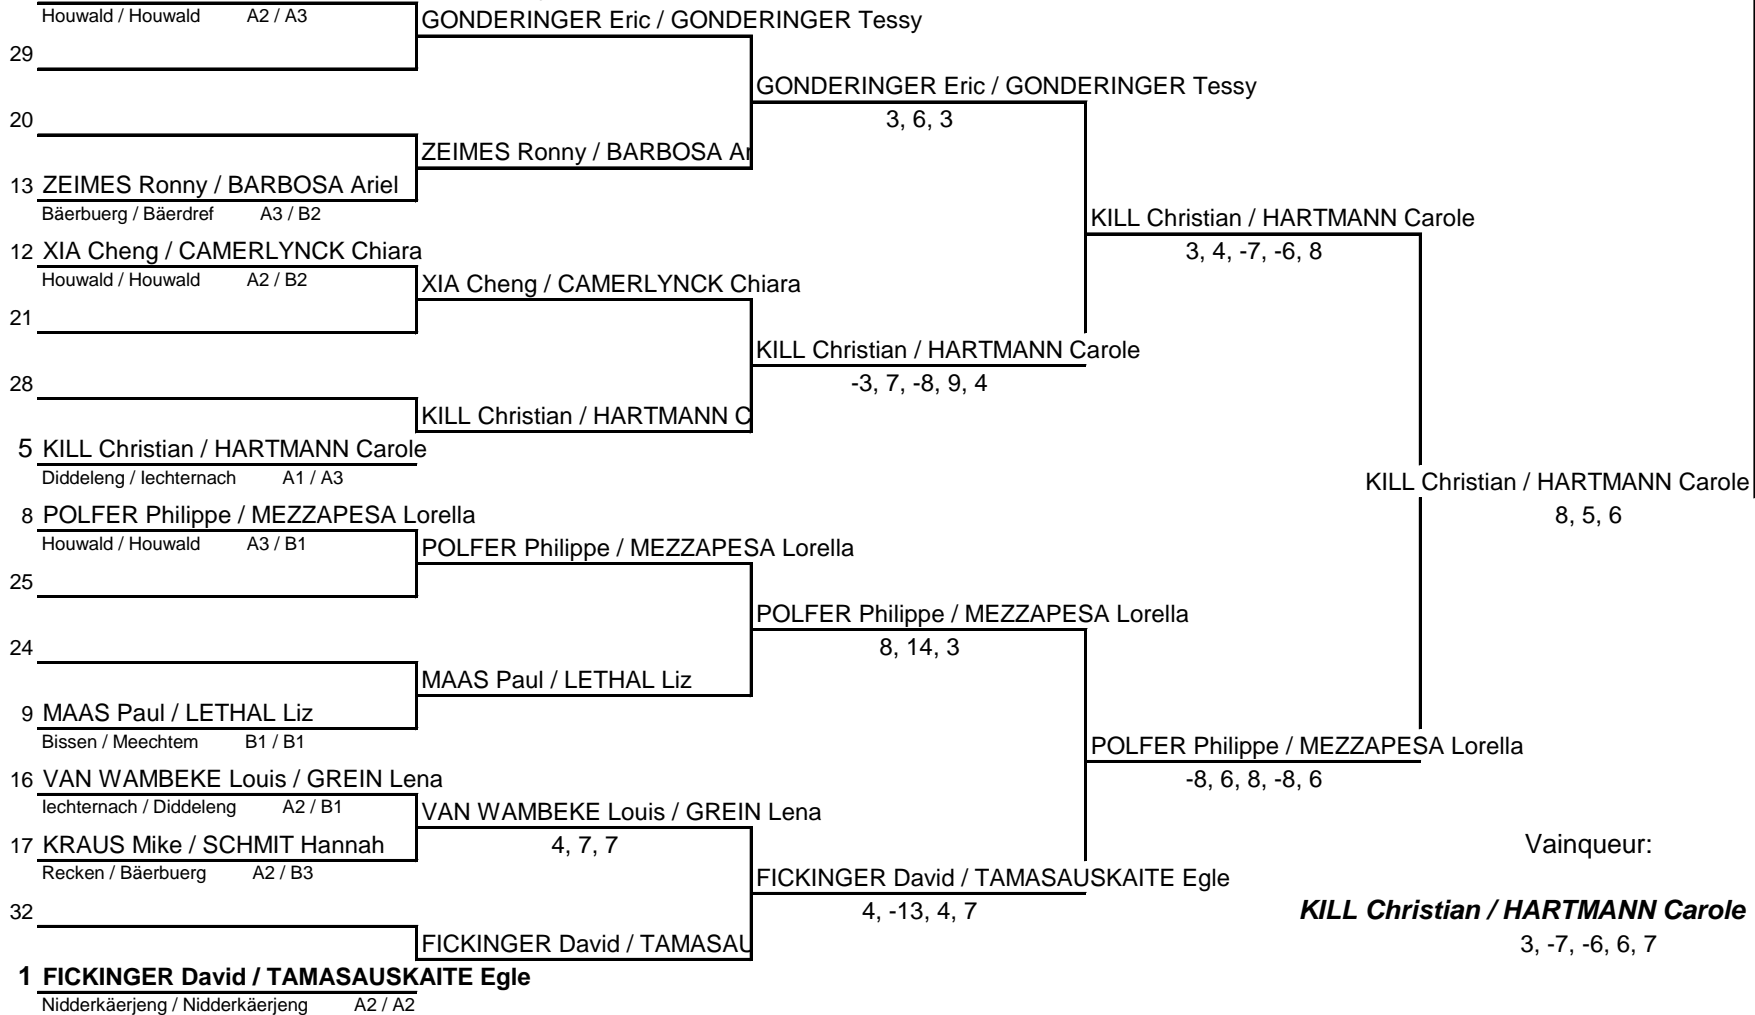 Houwald / Houwald A2 / A3
GONDERINGER Eric / GONDERINGER Tessy
29
GONDERINGER Eric / GONDERINGER Tessy
20
3, 6, 3
ZEIMES Ronny / BARBOSA Ar
13 ZEIMES Ronny / BARBOSA Ariel
Bäerbuerg / Bäerdref A3 / B2
KILL Christian / HARTMANN Carole
12 XIA Cheng / CAMERLYNCK Chiara
3, 4, -7, -6, 8
Houwald / Houwald A2 / B2
XIA Cheng / CAMERLYNCK Chiara
21
KILL Christian / HARTMANN Carole
28
-3, 7, -8, 9, 4
KILL Christian / HARTMANN C
5 KILL Christian / HARTMANN Carole
Diddeleng / Iechternach A1 / A3
KILL Christian / HARTMANN Carole
8 POLFER Philippe / MEZZAPESA Lorella
8, 5, 6
Houwald / Houwald A3 / B1
POLFER Philippe / MEZZAPESA Lorella
25
POLFER Philippe / MEZZAPESA Lorella
24
8, 14, 3
MAAS Paul / LETHAL Liz
9 MAAS Paul / LETHAL Liz
Bissen / Meechtem B1 / B1
POLFER Philippe / MEZZAPESA Lorella
16 VAN WAMBEKE Louis / GREIN Lena
-8, 6, 8, -8, 6
Iechternach / Diddeleng A2 / B1
VAN WAMBEKE Louis / GREIN Lena
17 KRAUS Mike / SCHMIT Hannah
4, 7, 7
Vainqueur:
Recken / Bäerbuerg A2 / B3
FICKINGER David / TAMASAUSKAITE Egle
32
4, -13, 4, 7
KILL Christian / HARTMANN Carole
FICKINGER David / TAMASAU
3, -7, -6, 6, 7
1 FICKINGER David / TAMASAUSKAITE Egle
Nidderkäerjeng / Nidderkäerjeng A2 / A2